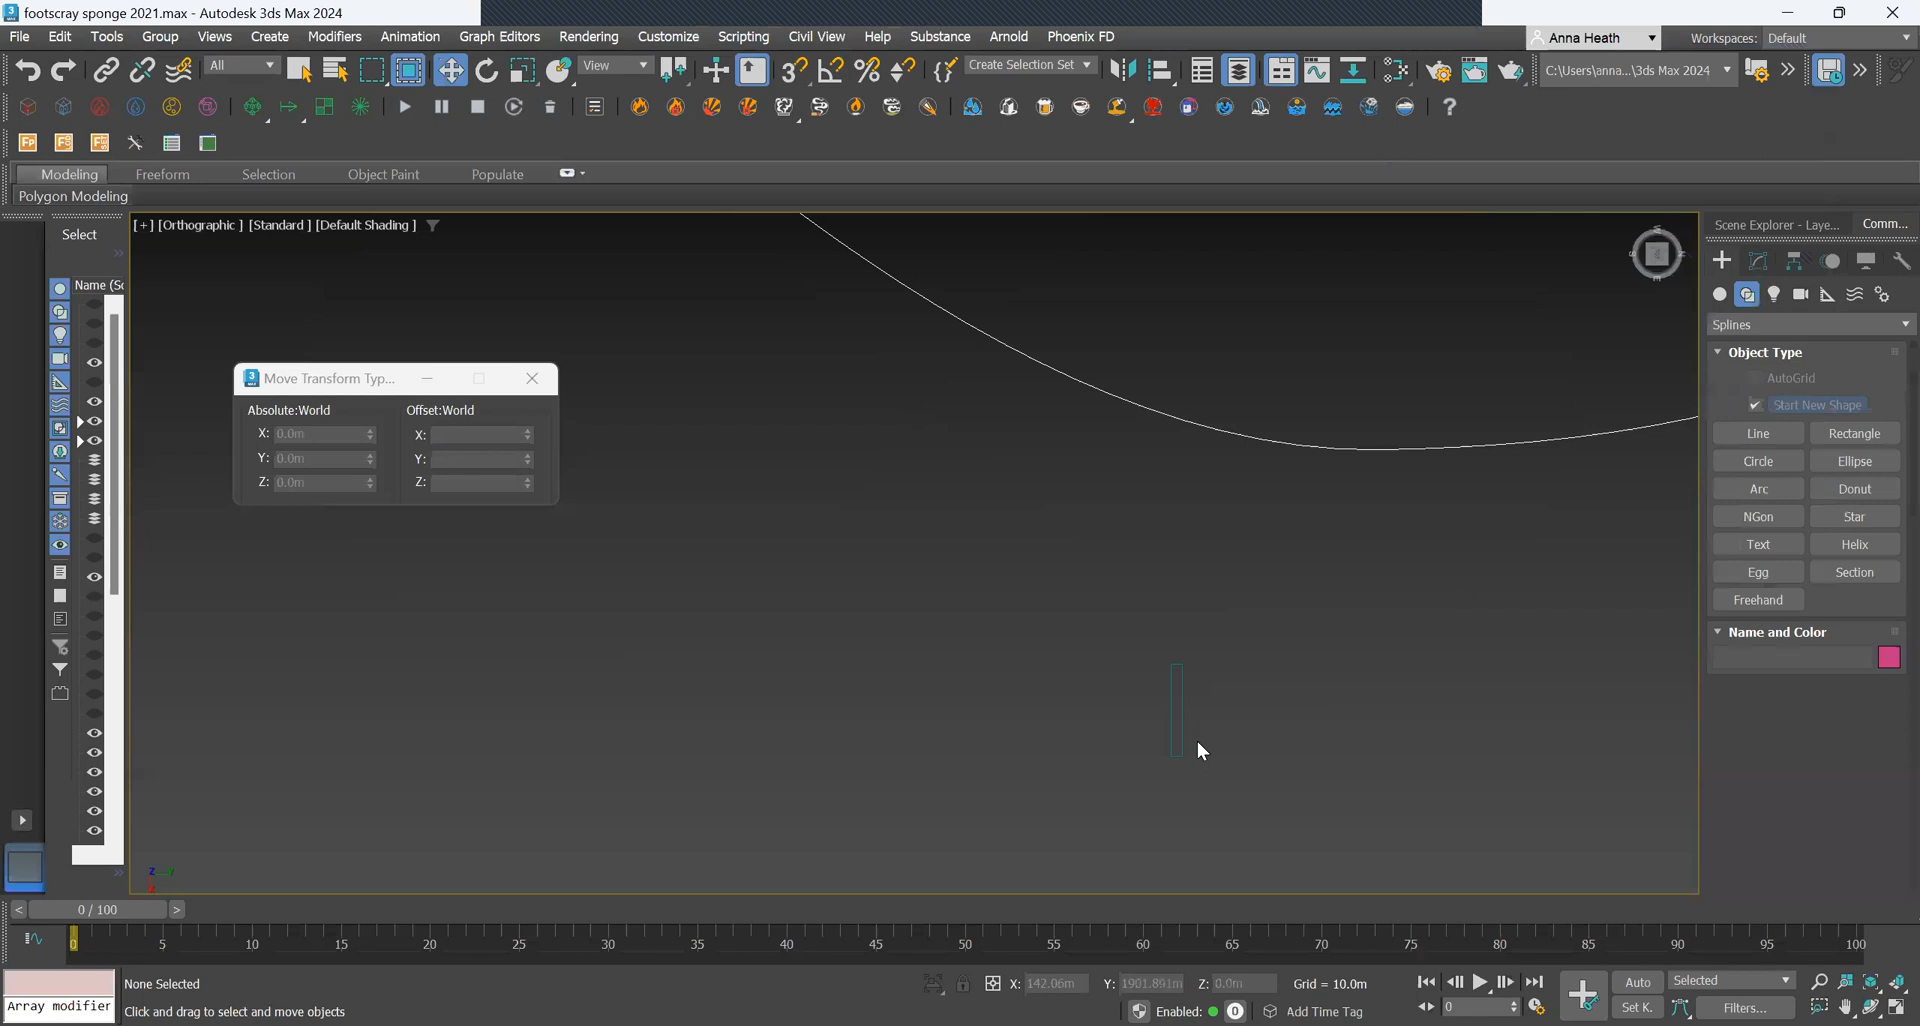 footscray sponge 2021.max - Autodesk 3ds Max 2024
File Edit Tools Group Views Create Modifiers Animation Graph Editors Rendering Customize Scripting Civil View Help Substance Arnold Phoenix FD
Anna Heath
Workspaces: Default
All
View
Create Selection Set
C:\Users\anna...\3ds Max 2024
Modeling Freeform Selection Object Paint Populate
Polygon Modeling
Select
Name (Sc
[+] [Orthographic ] [Standard ] [Default Shading ]
Scene Explorer - Laye... Comm...
Splines
Object Type
AutoGrid
Start New Shape
Line Rectangle
Circle Ellipse
Arc Donut
NGon Star
Text Helix
Egg Section
Freehand
Name and Color
Move Transform Typ...
Absolute:World Offset:World
X: 0.0m X:
Y: 0.0m Y:
Z: 0.0m Z:
0 / 100
0 5 10 15 20 25 30 35 40 45 50 55 60 65 70 75 80 85 90 95 100
None Selected
X: 142.06m Y: 1901.891m Z: 0.0m Grid = 10.0m
Auto Selected
Array modifier
Click and drag to select and move objects
Enabled: 0 Add Time Tag
0
Set K. Filters...